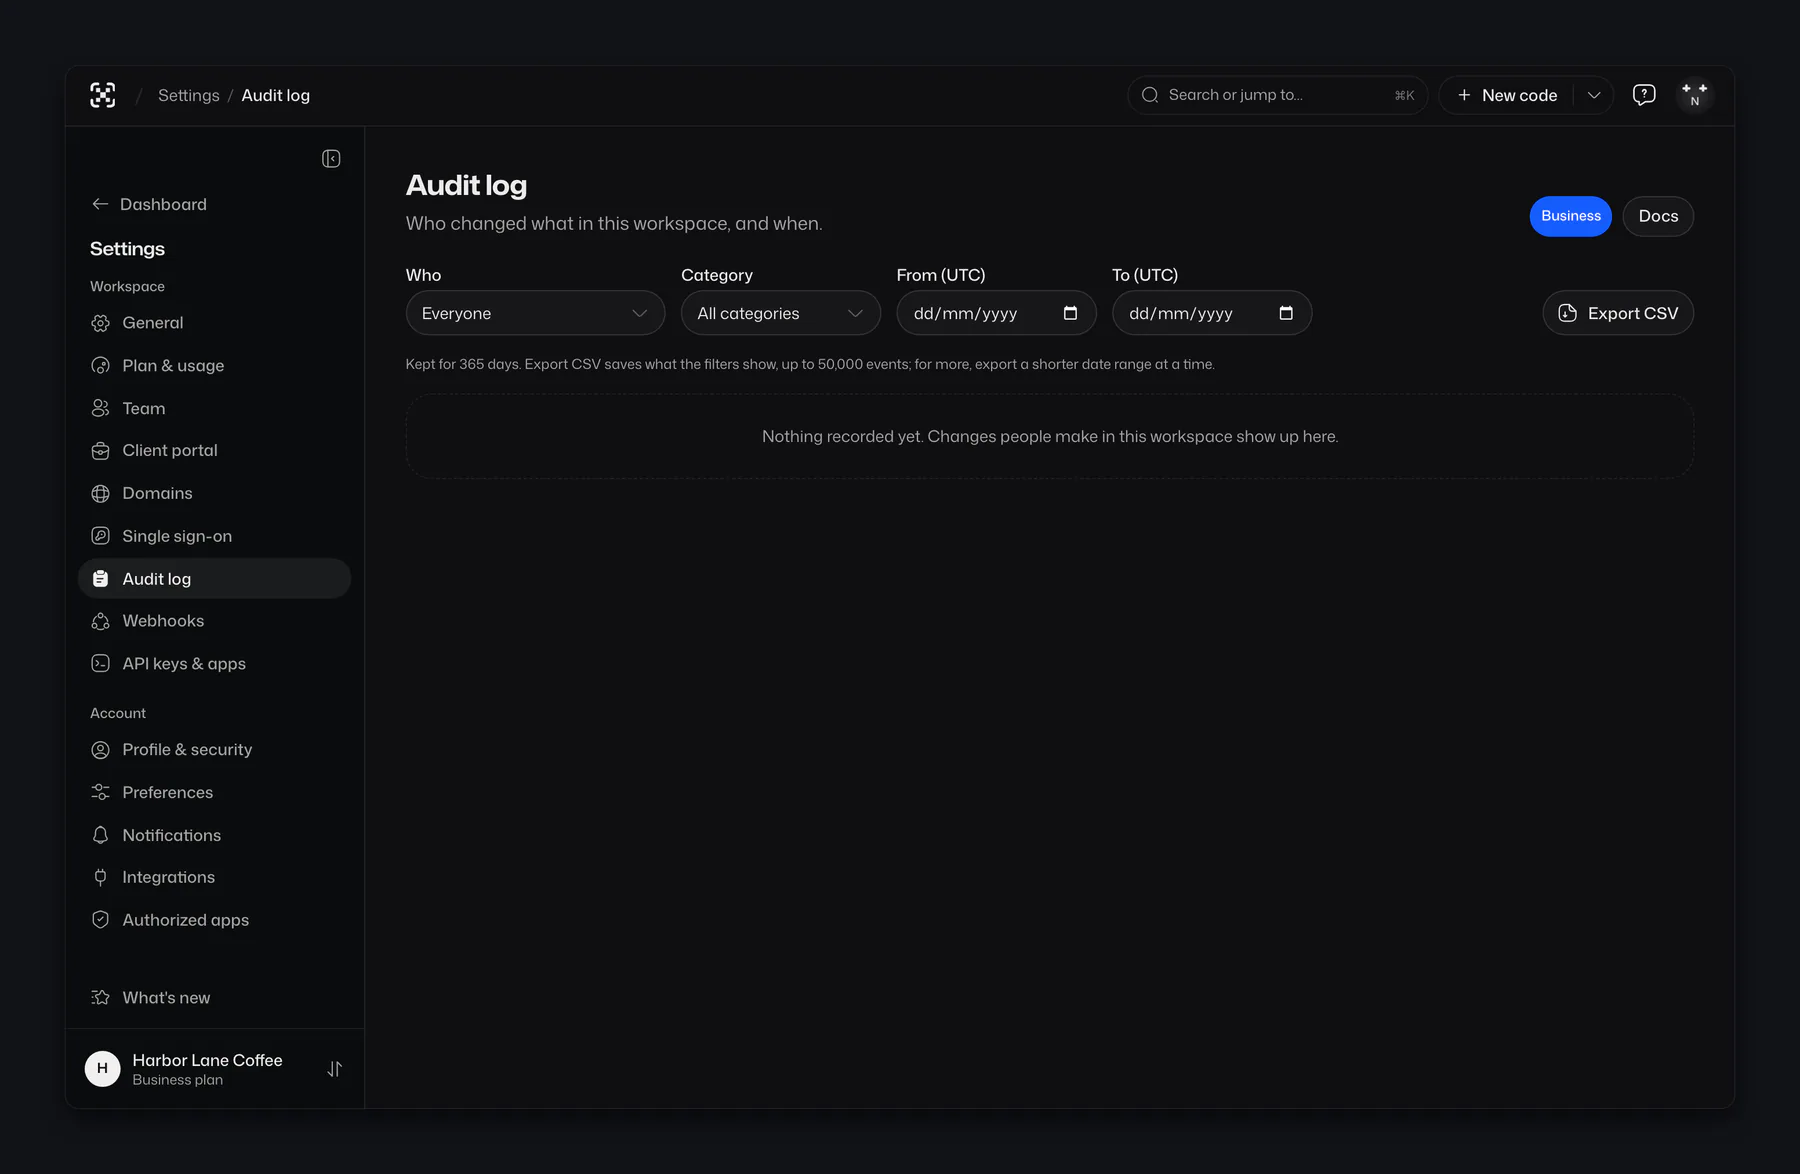 Settings / Audit log
Search or jump to... ⌘K
+ New code
?
N
Dashboard
Settings
Workspace
General
Plan & usage
Team
Client portal
Domains
Single sign-on
Audit log
Webhooks
API keys & apps
Account
Profile & security
Preferences
Notifications
Integrations
Authorized apps
What's new
H
Harbor Lane Coffee
Business plan
Audit log
Who changed what in this workspace, and when.
Business
Docs
Who
Category
From (UTC)
To (UTC)
Everyone
All categories
dd/mm/yyyy
dd/mm/yyyy
Export CSV
Kept for 365 days. Export CSV saves what the filters show, up to 50,000 events; for more, export a shorter date range at a time.
Nothing recorded yet. Changes people make in this workspace show up here.